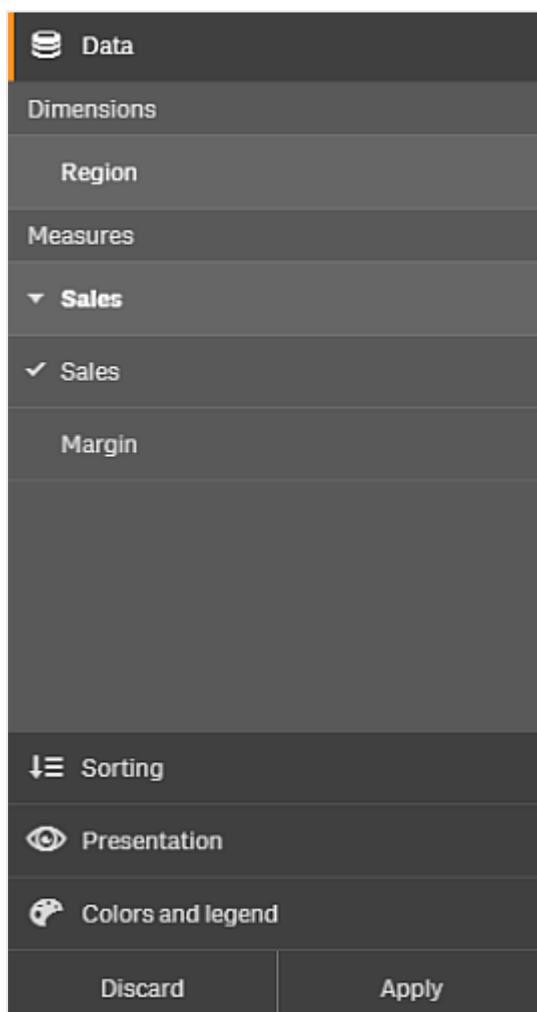 Data
Dimensions
Region
Measures
Sales
Sales
Margin
Sorting
Presentation
Colors and legend
Discard Apply